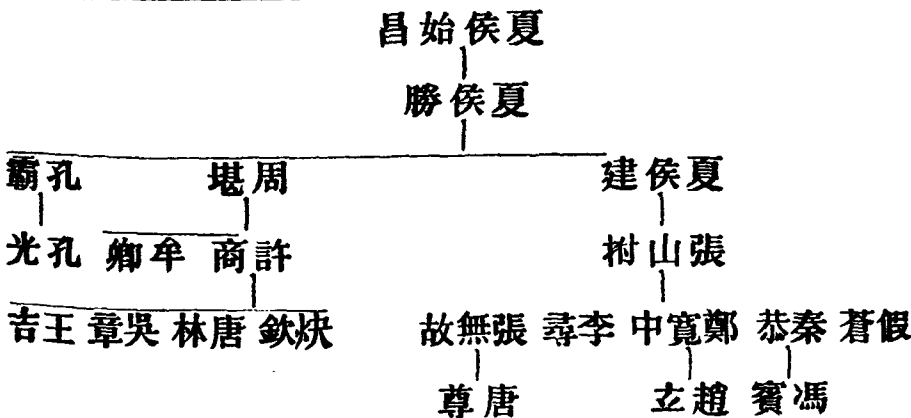 夏侯始昌
夏侯勝
夏侯建 周堪 孔霸
張山拊 許商 牟卿 孔光
假蒼 秦恭 鄭寬中 李尋 張無故 炔欽 唐林 吳章 王吉
馮賓 趙立 唐尊